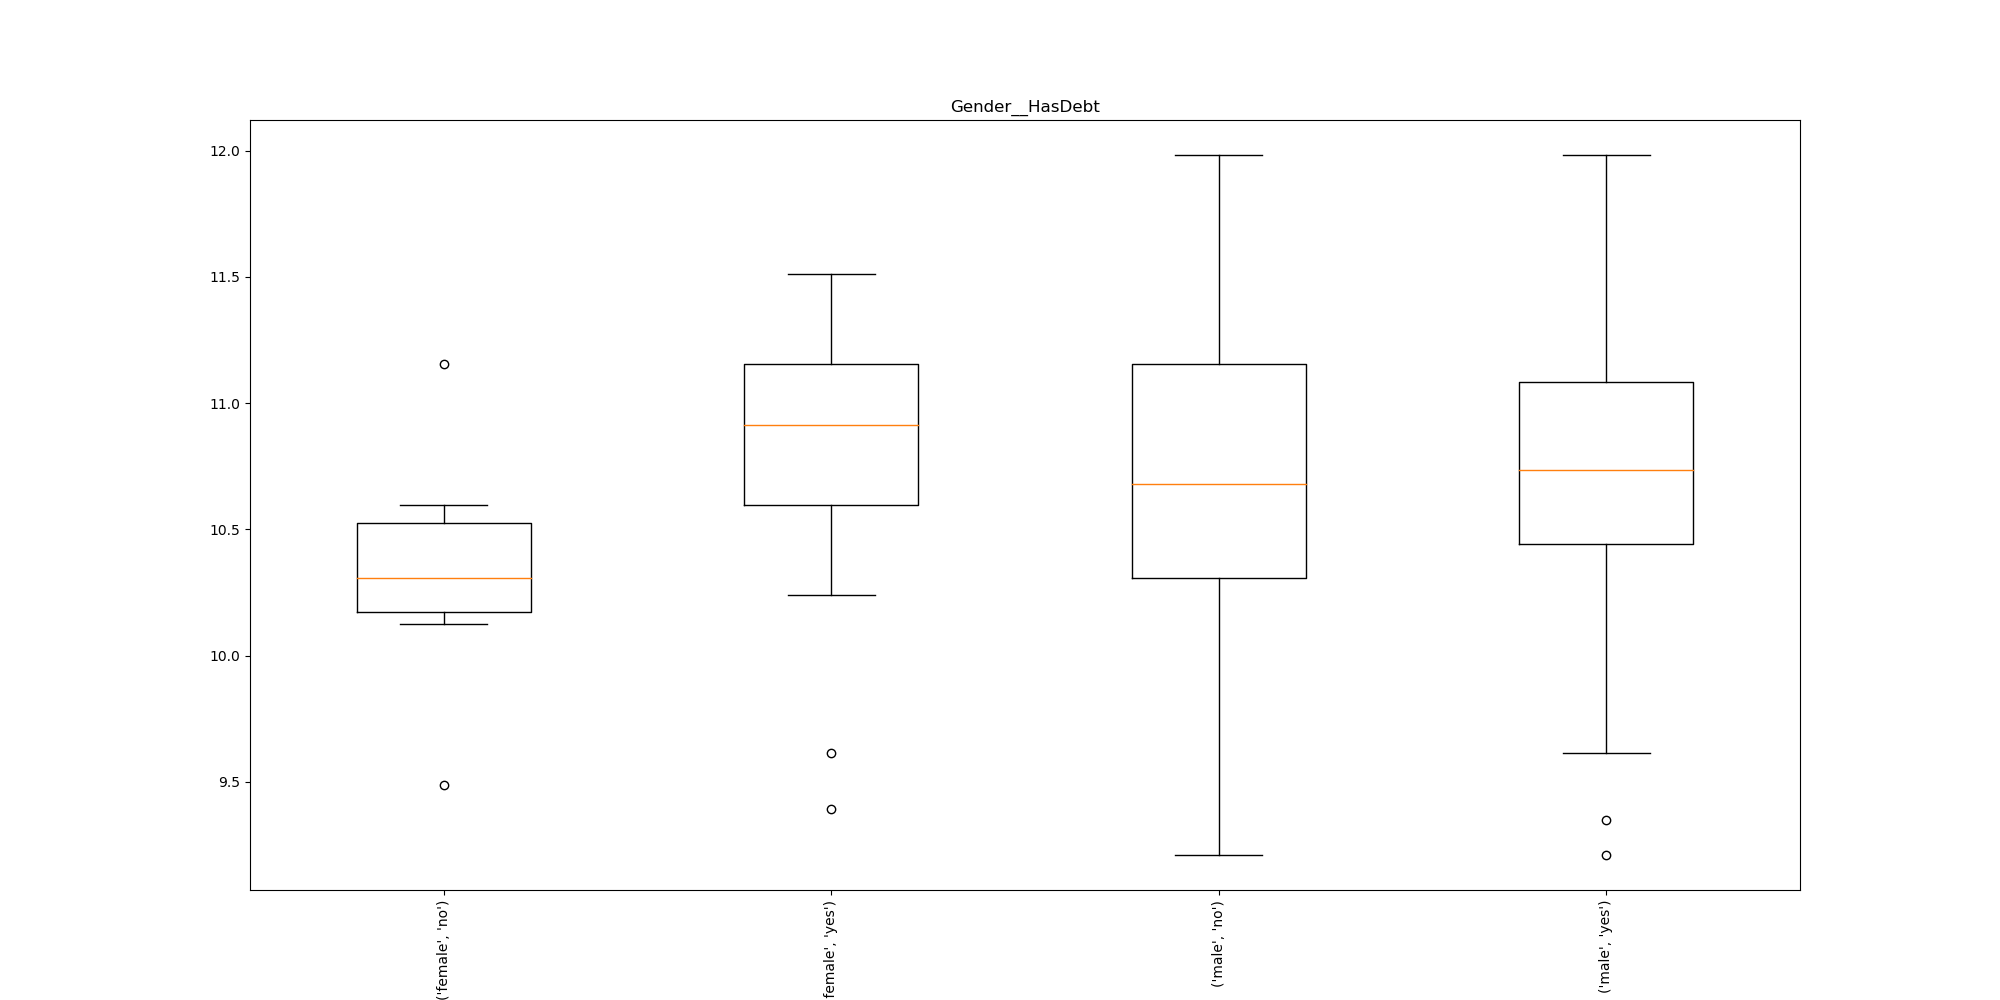 Gender__HasDebt
12.0
11.5
11.0
10.5
10.0
9.5
('female', 'no')
female', 'yes')
('male', 'no')
('male', 'yes')